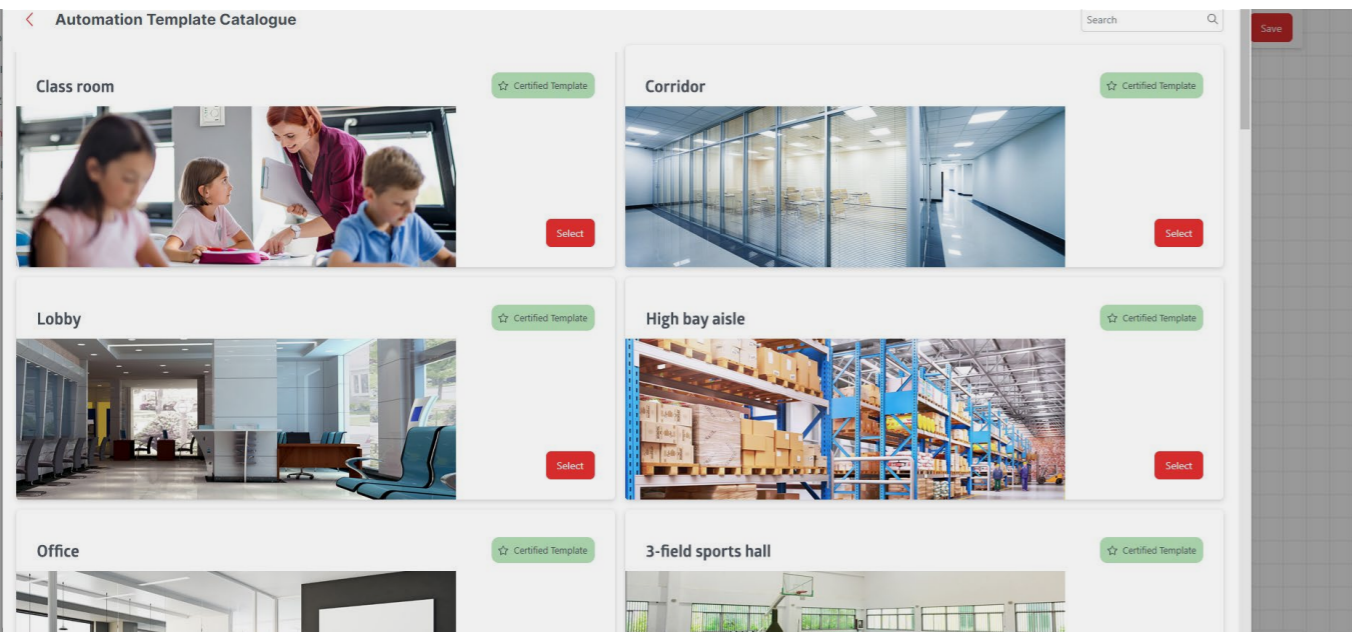 Automation Template Catalogue
Search
Save
Class room
Certified Template
Select
Corridor
Certified Template
Select
Lobby
Certified Template
Select
High bay aisle
Certified Template
Select
Office
Certified Template
3-field sports hall
Certified Template